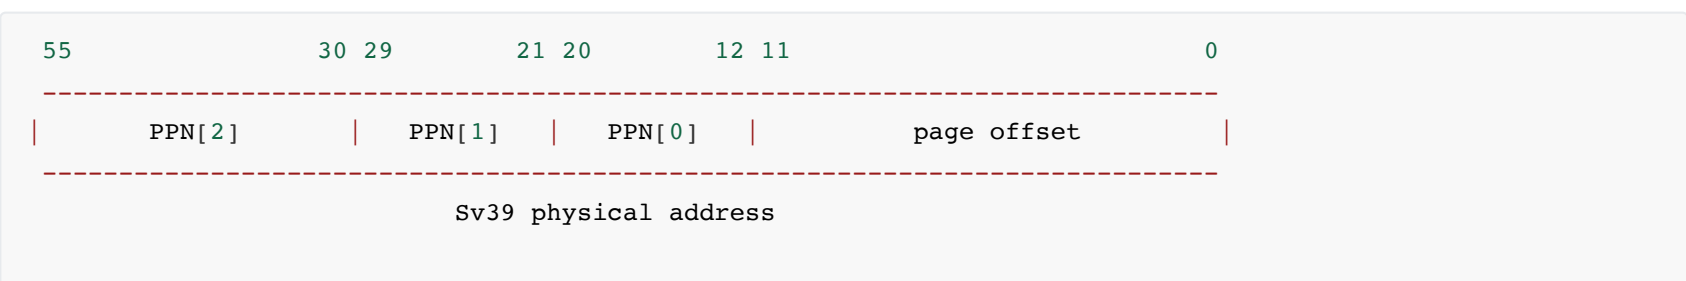 55 30 29 21 20 12 11 0
-----------------------------------------------------------------------------
| PPN[2] | PPN[1] | PPN[0] | page offset |
-----------------------------------------------------------------------------
Sv39 physical address